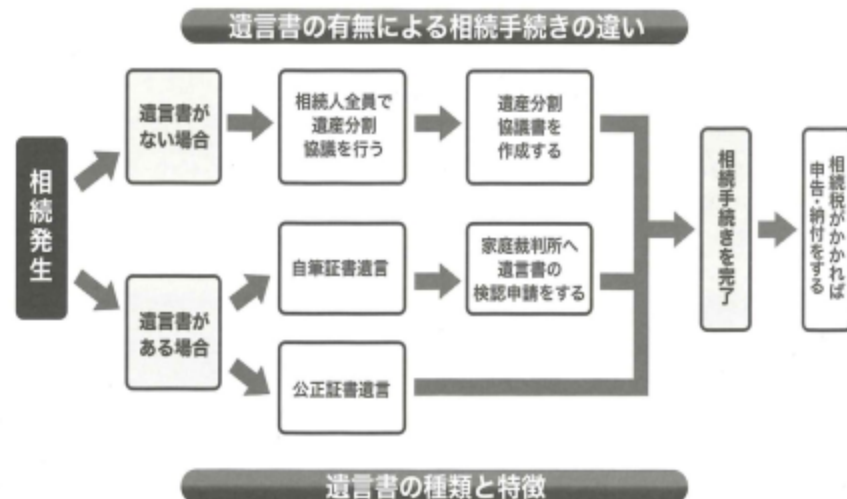 遺言書の有無による相続手続きの違い
相続発生
遺言書が
ない場合
相続人全員で
遺産分割
協議を行う
遺産分割
協議書を
作成する
遺言書が
ある場合
自筆証書遺言
家庭裁判所へ
遺言書の
検認申請をする
公正証書遺言
相続手続きを完了
相続税がかかれば
申告・納付をする
遺言書の種類と特徴